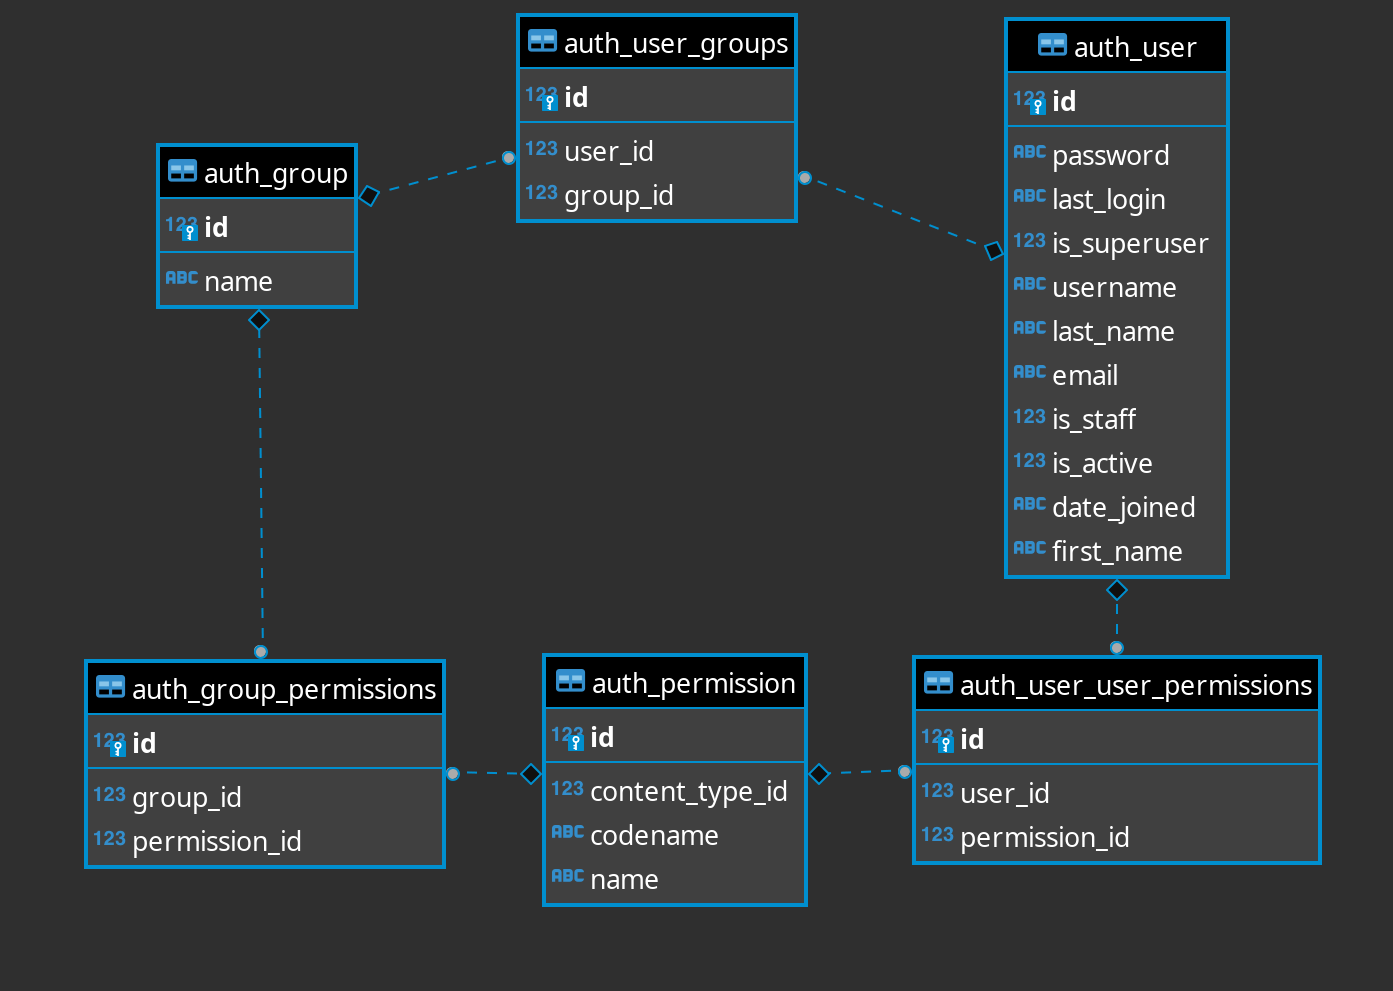 auth_user_groups
123 id
123 user_id
123 group_id
auth_user
123 id
ABC password
ABC last_login
123 is_superuser
ABC username
ABC last_name
ABC email
123 is_staff
123 is_active
ABC date_joined
ABC first_name
auth_group
123 id
ABC name
auth_group_permissions
123 id
123 group_id
123 permission_id
auth_permission
123 id
123 content_type_id
ABC codename
ABC name
auth_user_user_permissions
123 id
123 user_id
123 permission_id